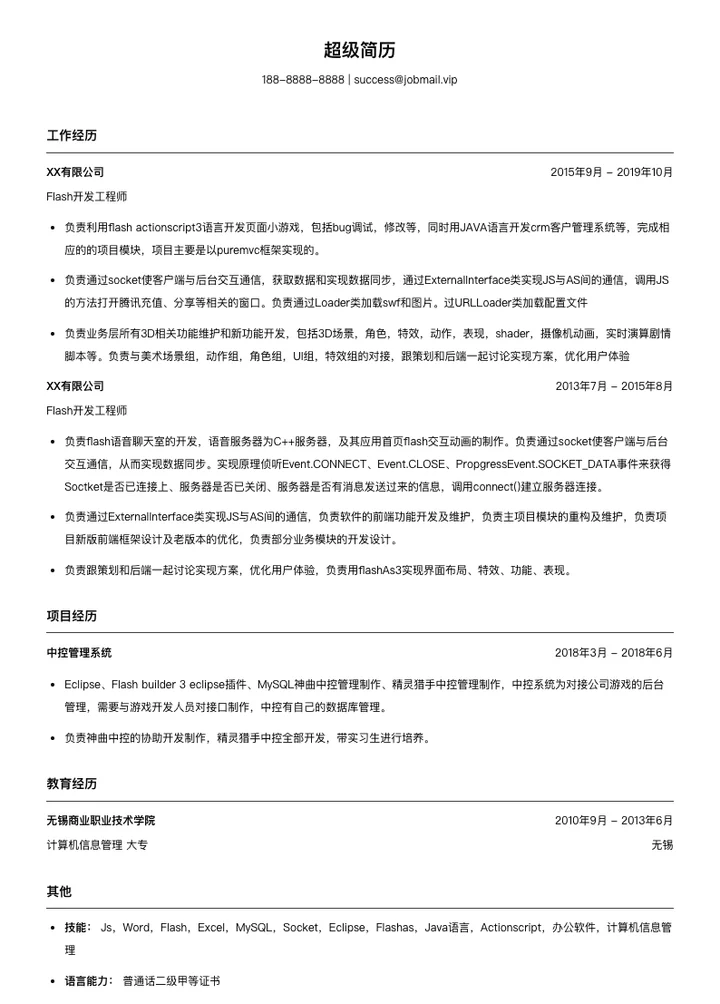 超级简历
188-8888-8888 | success@jobmail.vip
工作经历
XX有限公司 2015年9月 – 2019年10月
Flash开发工程师
• 负责利用flash actionscript3语言开发页面小游戏，包括bug调试，修改等，同时用JAVA语言开发crm客户管理系统等，完成相
应的的项目模块，项目主要是以puremvc框架实现的。
• 负责通过socket使客户端与后台交互通信，获取数据和实现数据同步，通过ExternalInterface类实现JS与AS间的通信，调用JS
的方法打开腾讯充值、分享等相关的窗口。负责通过Loader类加载swf和图片。过URLLoader类加载配置文件
• 负责业务层所有3D相关功能维护和新功能开发，包括3D场景，角色，特效，动作，表现，shader，摄像机动画，实时演算剧情
脚本等。负责与美术场景组，动作组，角色组，UI组，特效组的对接，跟策划和后端一起讨论实现方案，优化用户体验
XX有限公司 2013年7月 – 2015年8月
Flash开发工程师
• 负责flash语音聊天室的开发，语音服务器为C++服务器，及其应用首页flash交互动画的制作。负责通过socket使客户端与后台
交互通信，从而实现数据同步。实现原理侦听Event.CONNECT、Event.CLOSE、PropgressEvent.SOCKET_DATA事件来获得
Soctket是否已连接上、服务器是否已关闭、服务器是否有消息发送过来的信息，调用connect()建立服务器连接。
• 负责通过ExternalInterface类实现JS与AS间的通信，负责软件的前端功能开发及维护，负责主项目模块的重构及维护，负责项
目新版前端框架设计及老版本的优化，负责部分业务模块的开发设计。
• 负责跟策划和后端一起讨论实现方案，优化用户体验，负责用flashAs3实现界面布局、特效、功能、表现。
项目经历
中控管理系统 2018年3月 – 2018年6月
• Eclipse、Flash builder 3 eclipse插件、MySQL神曲中控管理制作、精灵猎手中控管理制作，中控系统为对接公司游戏的后台
管理，需要与游戏开发人员对接口制作，中控有自己的数据库管理。
• 负责神曲中控的协助开发制作，精灵猎手中控全部开发，带实习生进行培养。
教育经历
无锡商业职业技术学院 2010年9月 – 2013年6月
计算机信息管理 大专 无锡
其他
• 技能： Js，Word，Flash，Excel，MySQL，Socket，Eclipse，Flashas，Java语言，Actionscript，办公软件，计算机信息管
理
• 语言能力： 普通话二级甲等证书